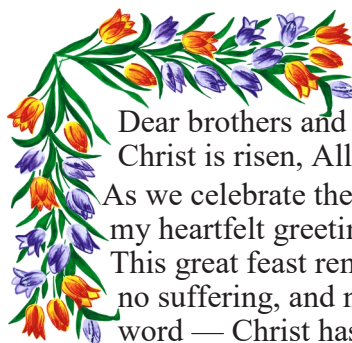 Dear brothers and
Christ is risen, All
As we celebrate the
my heartfelt
This great feast
no suffering, and
word — Christ has